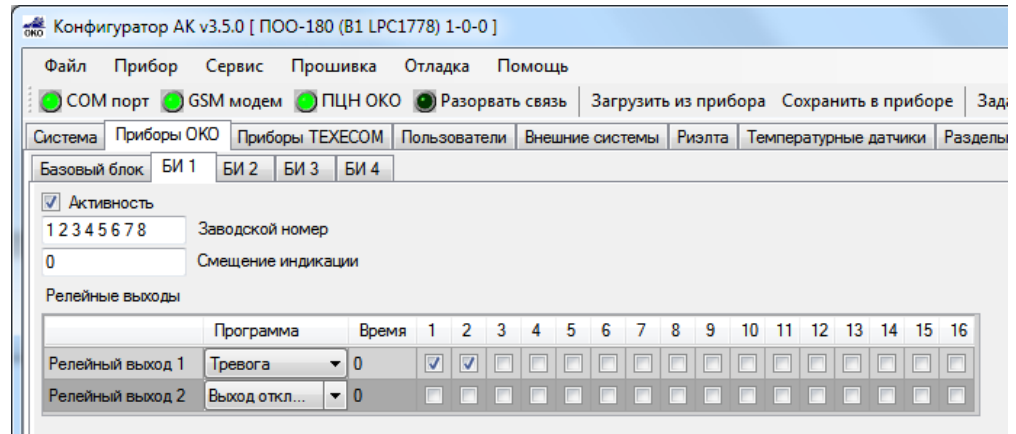 ОКО Конфигуратор АК v3.5.0 [ ПОО-180 (B1 LPC1778) 1-0-0 ]
Файл Прибор Сервис Прошивка Отладка Помощь
COM порт GSM модем ПЦН ОКО Разорвать связь Загрузить из прибора Сохранить в приборе Зада
Система Приборы ОКО Приборы TEXECOM Пользователи Внешние системы Риэлта Температурные датчики Разделы
Базовый блок БИ 1 БИ 2 БИ 3 БИ 4
Активность
12345678 Заводской номер
0 Смещение индикации
Релейные выходы
Программа Время 1 2 3 4 5 6 7 8 9 10 11 12 13 14 15 16
Релейный выход 1 Тревога 0
Релейный выход 2 Выход откл... 0